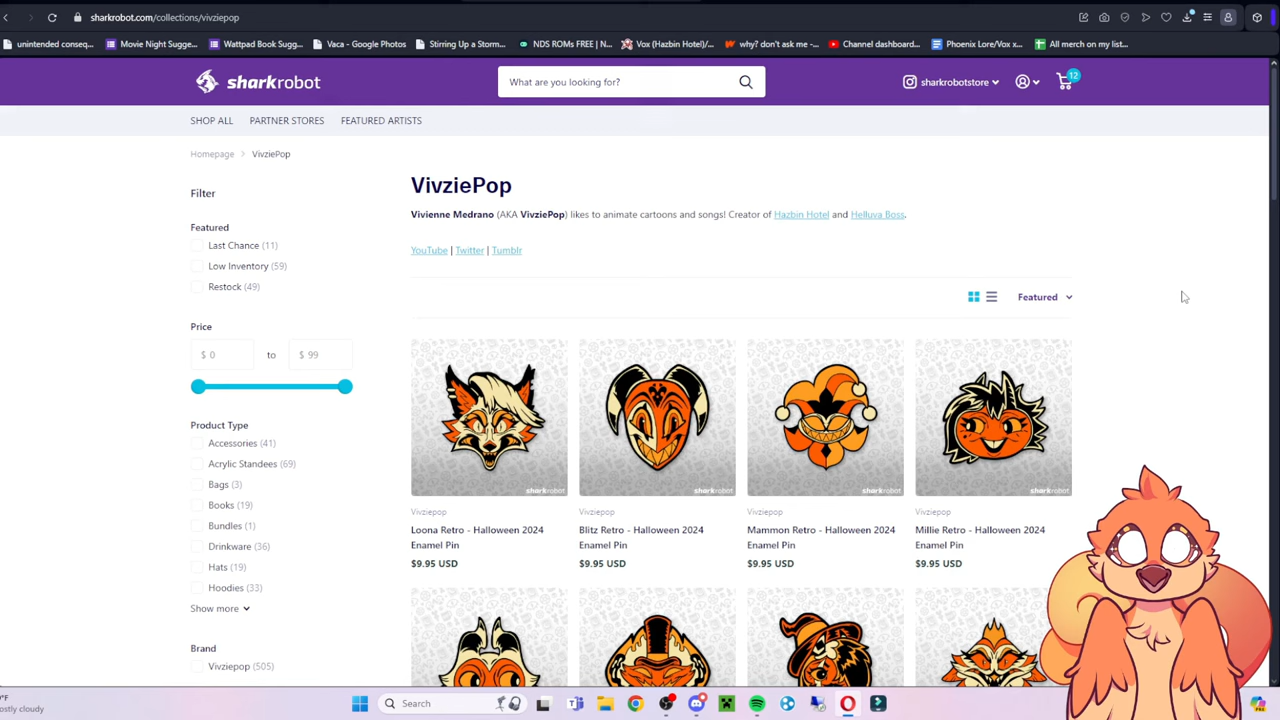 sharkrobot.com/collections/vivziepop
unintended conseq...
Movie Night Sugge...
Wattpad Book Sugg...
Vaca - Google Photos
Stirring Up a Storm...
NDS ROMs FREE | N...
Vox (Hazbin Hotel)/...
why? don't ask me -...
Channel dashboard...
Phoenix Lore/Vox x...
All merch on my list...
sharkrobot
What are you looking for?
sharkrobotstore
12
SHOP ALL
PARTNER STORES
FEATURED ARTISTS
Homepage > VivziePop
Filter
Featured
Last Chance (11)
Low Inventory (59)
Restock (49)
Price
$ 0 to $ 99
Product Type
Accessories (41)
Acrylic Standees (69)
Bags (3)
Books (19)
Bundles (1)
Drinkware (36)
Hats (19)
Hoodies (33)
Show more
Brand
Vivziepop (505)
VivziePop
Vivienne Medrano (AKA VivziePop) likes to animate cartoons and songs! Creator of Hazbin Hotel and Helluva Boss.
YouTube | Twitter | Tumblr
Featured
sharkrobot
sharkrobot
sharkrobot
sharkrobot
Vivziepop
Loona Retro - Halloween 2024
Enamel Pin
$9.95 USD
Vivziepop
Blitz Retro - Halloween 2024
Enamel Pin
$9.95 USD
Vivziepop
Mammon Retro - Halloween 2024
Enamel Pin
$9.95 USD
Vivziepop
Millie Retro - Halloween 2024
Enamel Pin
$9.95 USD
°F
ostly cloudy
Search